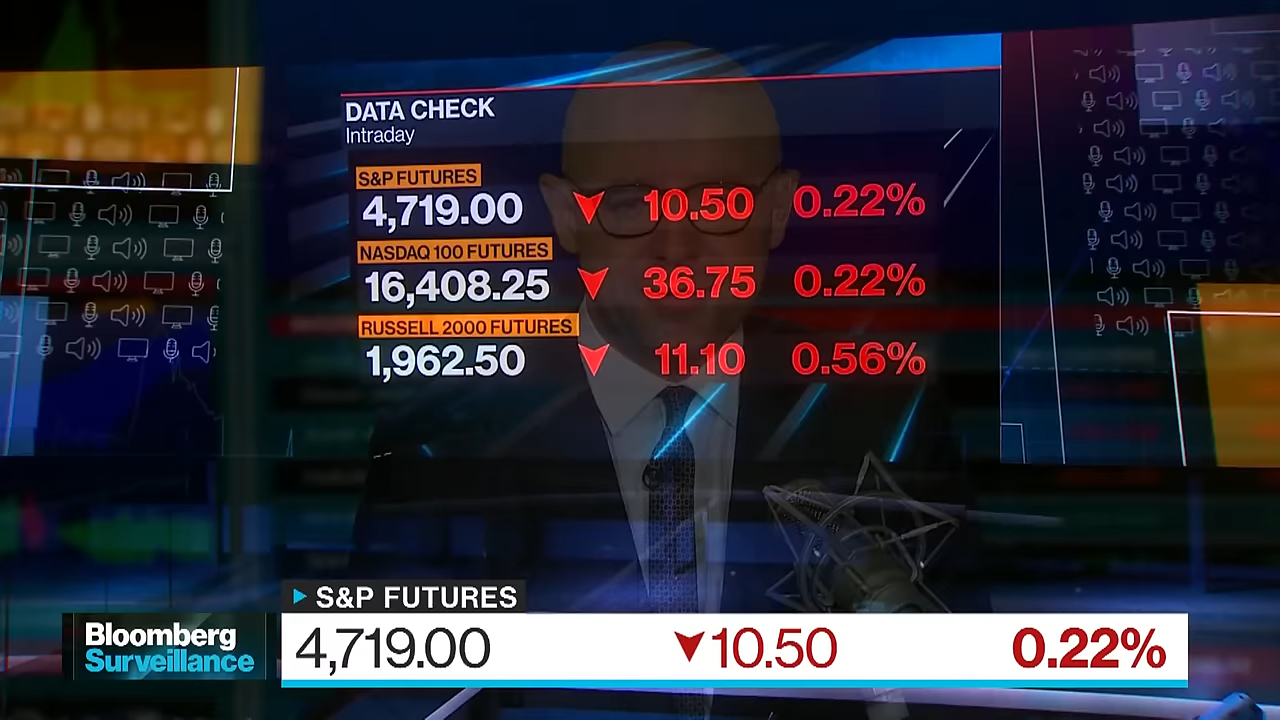 DATA CHECK
Intraday
S&P FUTURES
4,719.00 ▼ 10.50 0.22%
NASDAQ 100 FUTURES
16,408.25 ▼ 36.75 0.22%
RUSSELL 2000 FUTURES
1,962.50 ▼ 11.10 0.56%
S&P FUTURES
Bloomberg
Surveillance
4,719.00 ▼10.50 0.22%